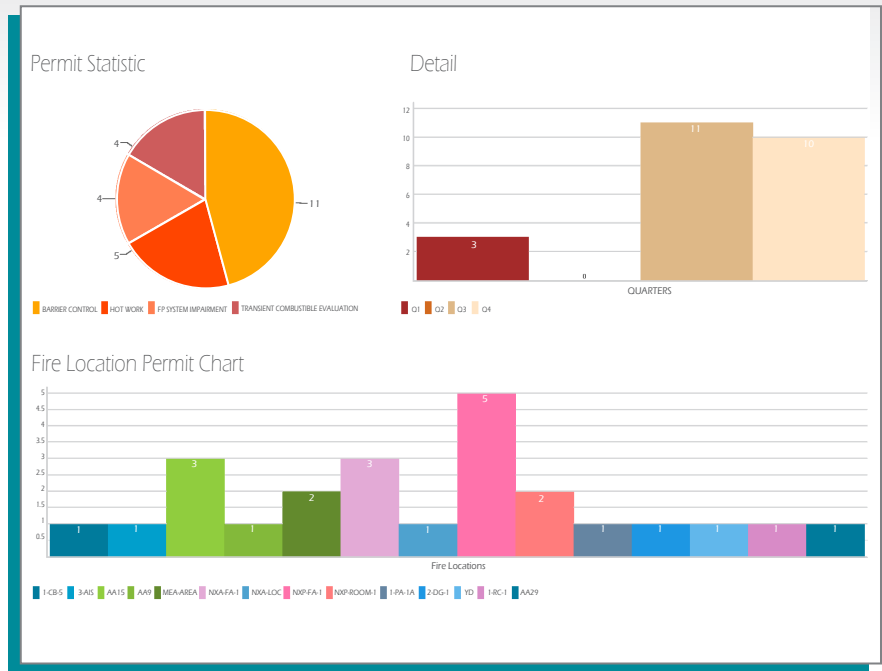 Permit Statistic
4
4
5
11
BARRIER CONTROL HOT WORK FP SYSTEM IMPAIRMENT TRANSIENT COMBUSTIBLE EVALUATION
Detail
12
10
8
6
4
2
3
0
11
10
QUARTERS
Q1 Q2 Q3 Q4
Fire Location Permit Chart
5
4.5
4
3.5
3
2.5
2
1.5
1
0.5
1 1 3 1 2 3 1 5 2 1 1 1 1 1
Fire Locations
1-CB-5 3-AIS AA15 AA9 MEA-AREA NXA-FA-1 NXA-LOC NXP-FA-1 NXP-ROOM-1 1-PA-1A 2-DG-1 YD 1-RC-1 AA29